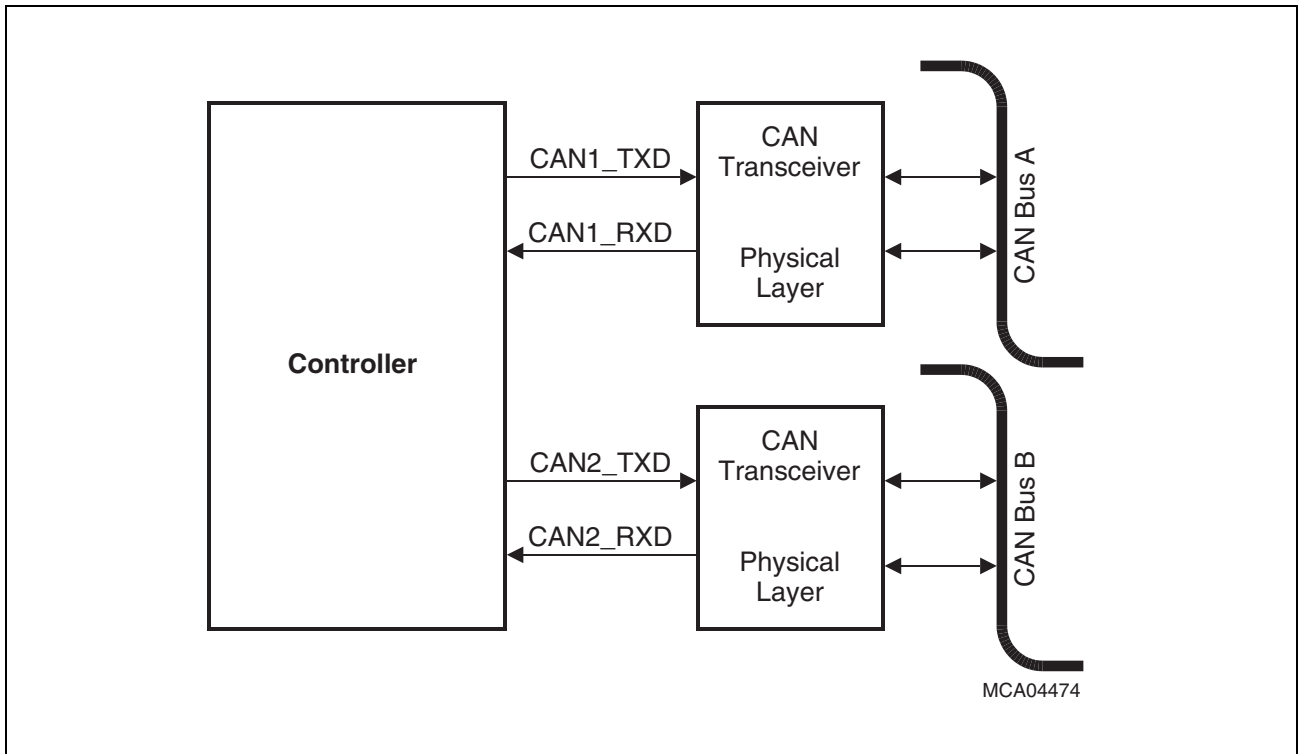 Controller
CAN1_TXD
CAN1_RXD
CAN
Transceiver
Physical
Layer
CAN Bus A
CAN2_TXD
CAN2_RXD
CAN
Transceiver
Physical
Layer
CAN Bus B
MCA04474